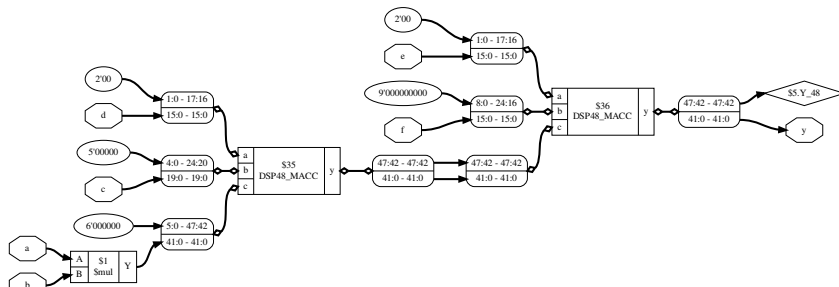 2'00
1:0 - 17:16
e
15:0 - 15:0
2'00
1:0 - 17:16
d
15:0 - 15:0
9'000000000
8:0 - 24:16
f
15:0 - 15:0
a
b
c
$36
DSP48_MACC
y
47:42 - 47:42
41:0 - 41:0
$5.Y_48
y
5'00000
4:0 - 24:20
c
19:0 - 19:0
a
b
c
$35
DSP48_MACC
y
47:42 - 47:42
41:0 - 41:0
47:42 - 47:42
41:0 - 41:0
6'000000
5:0 - 47:42
41:0 - 41:0
a
A
B
$1
$mul
Y